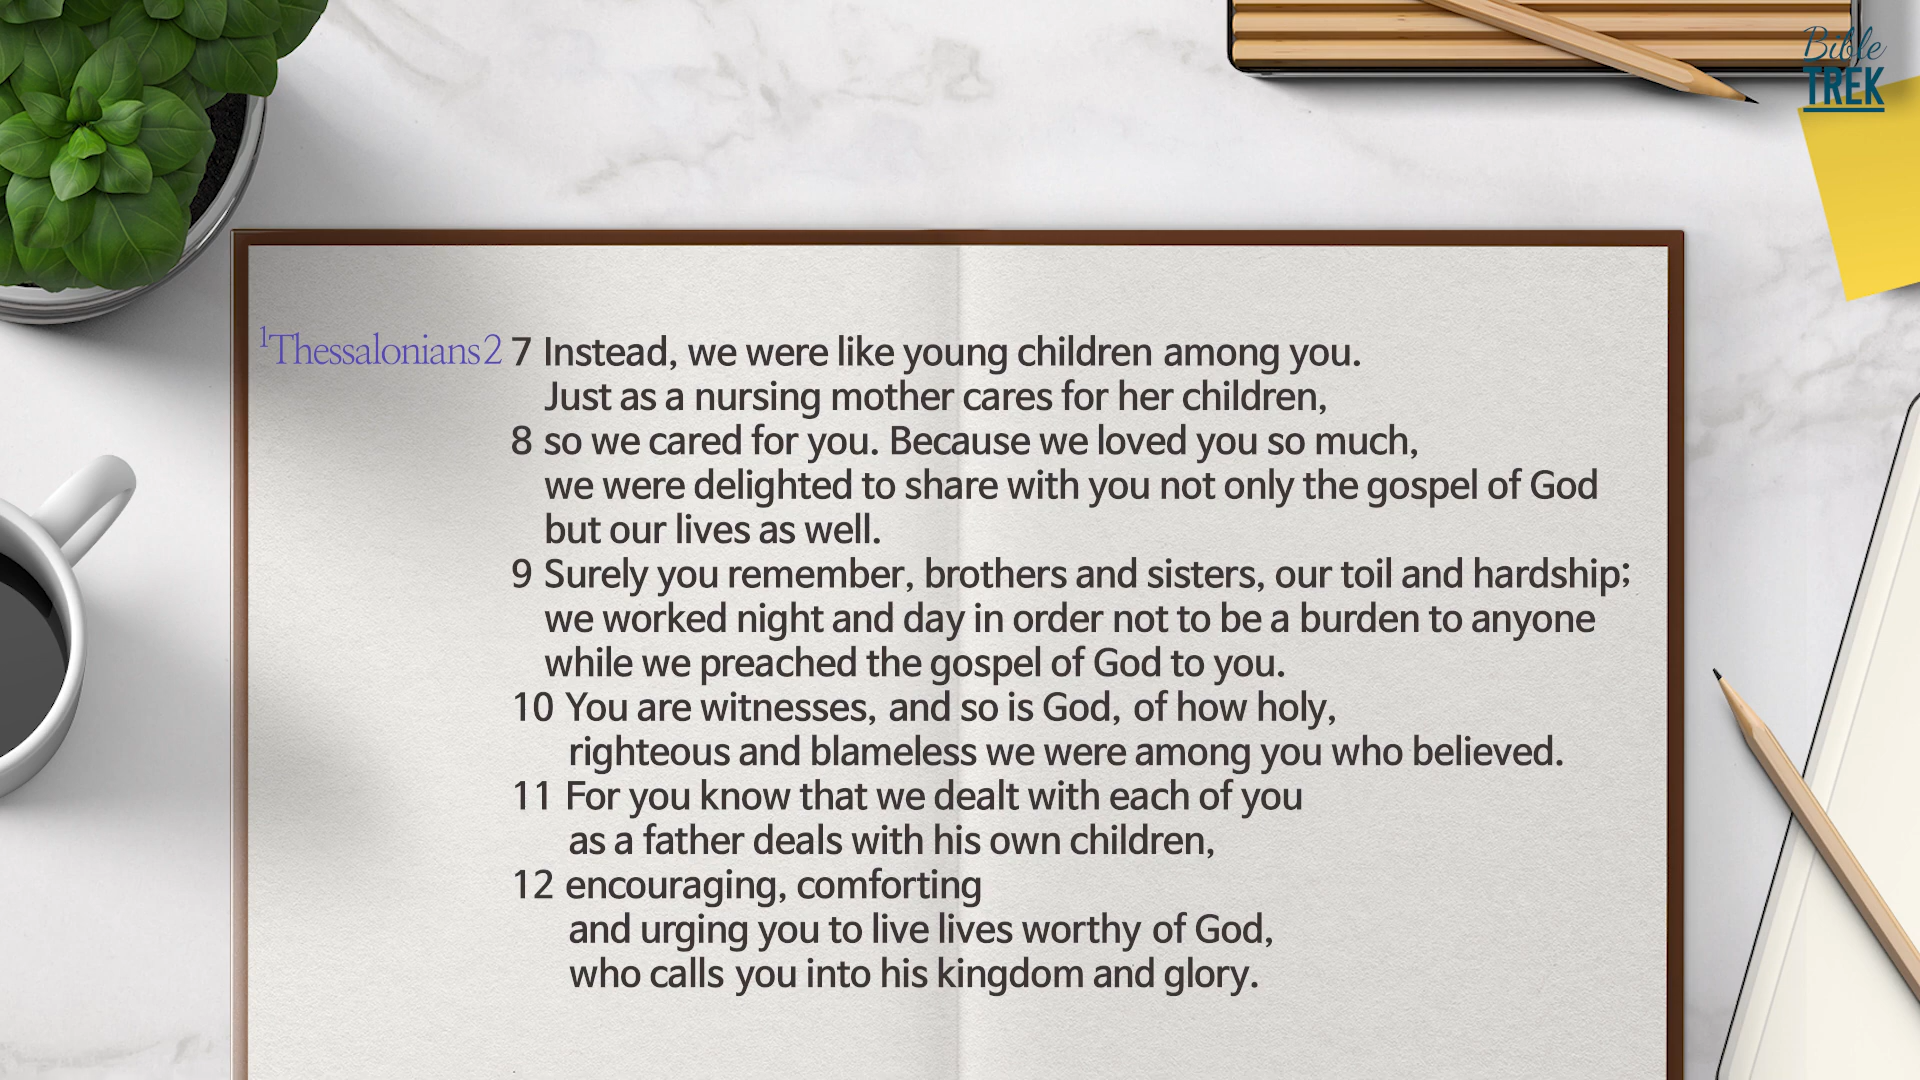 Bible
TREK
1Thessalonians2 7 Instead, we were like young children among you.
Just as a nursing mother cares for her children,
8 so we cared for you. Because we loved you so much,
we were delighted to share with you not only the gospel of God
but our lives as well.
9 Surely you remember, brothers and sisters, our toil and hardship;
we worked night and day in order not to be a burden to anyone
while we preached the gospel of God to you.
10 You are witnesses, and so is God, of how holy,
righteous and blameless we were among you who believed.
11 For you know that we dealt with each of you
as a father deals with his own children,
12 encouraging, comforting
and urging you to live lives worthy of God,
who calls you into his kingdom and glory.